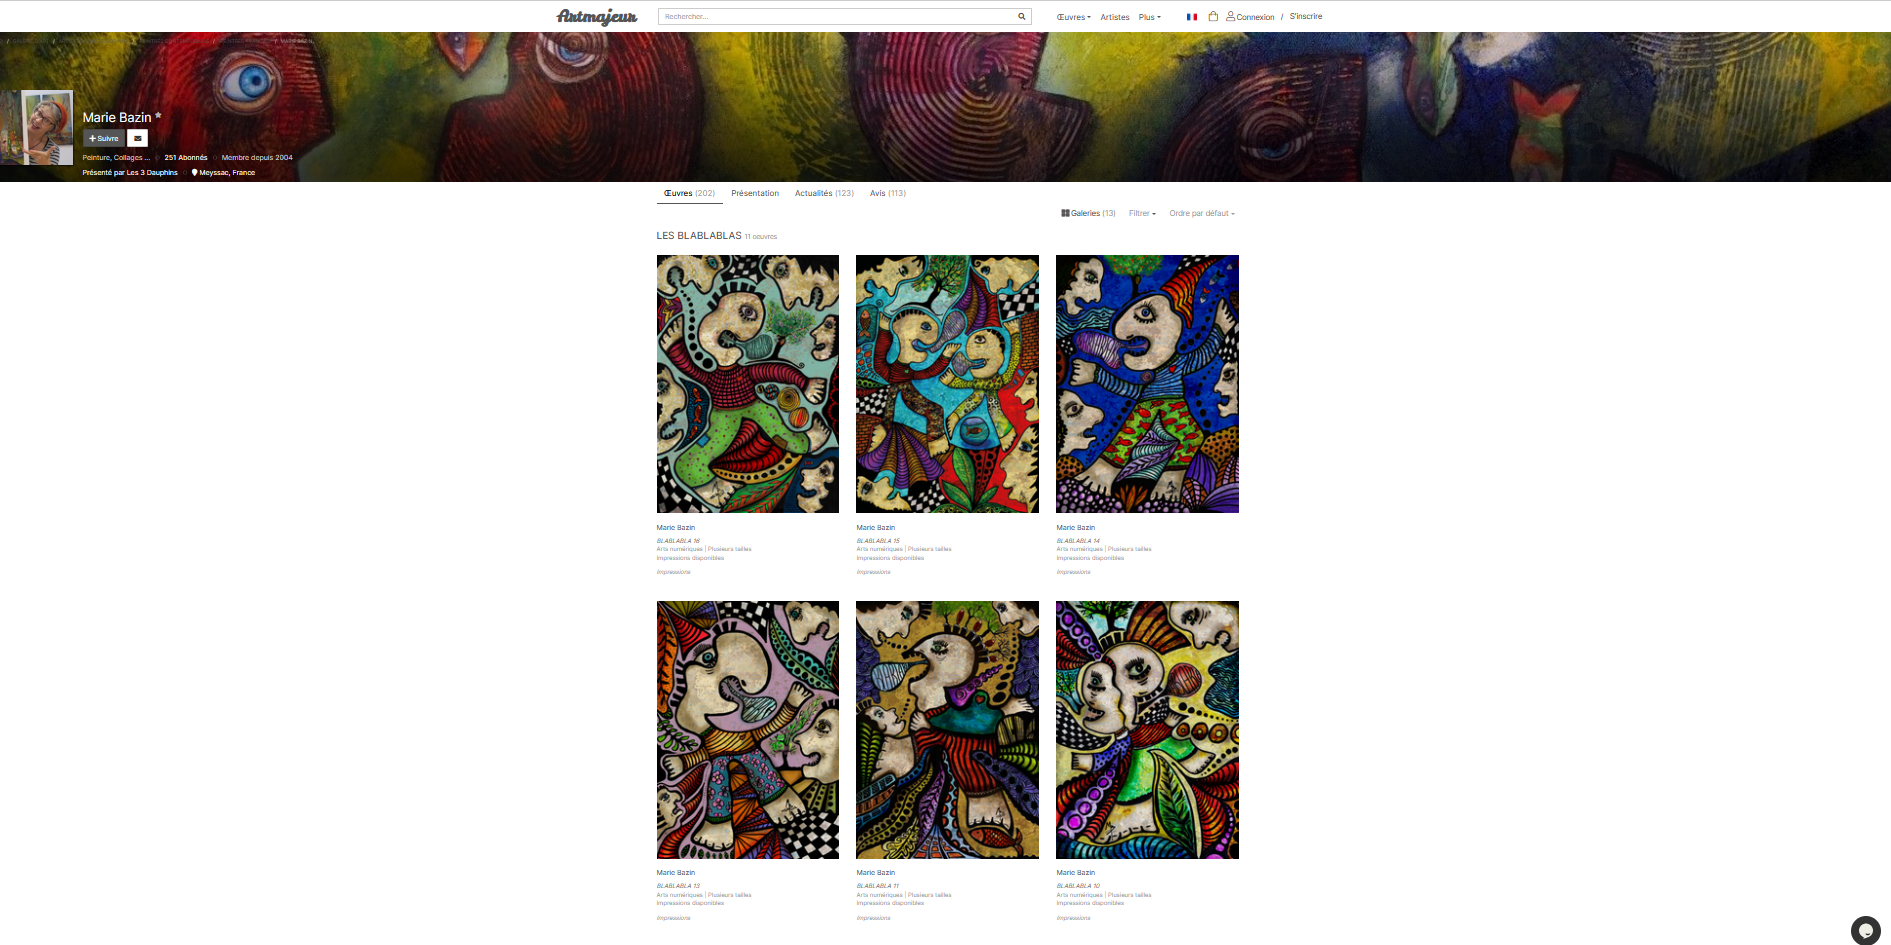 Artmajeur
Rechercher...
Œuvres
Artistes
Plus
Connexion / S'inscrire
Marie Bazin
+ Suivre
Peinture, Collages ... 251 Abonnés Membre depuis 2004
Présenté par Les 3 Dauphins Meyssac, France
Œuvres (202) Présentation Actualités (123) Avis (113)
Galeries (13) Filtrer Ordre par défaut
LES BLABLABLAS 11 oeuvres
Marie Bazin
BLABLABLA 16
Arts numériques | Plusieurs tailles
Impressions disponibles
Impressions
Marie Bazin
BLABLABLA 15
Arts numériques | Plusieurs tailles
Impressions disponibles
Impressions
Marie Bazin
BLABLABLA 14
Arts numériques | Plusieurs tailles
Impressions disponibles
Impressions
Marie Bazin
BLABLABLA 13
Arts numériques | Plusieurs tailles
Impressions disponibles
Impressions
Marie Bazin
BLABLABLA 11
Arts numériques | Plusieurs tailles
Impressions disponibles
Impressions
Marie Bazin
BLABLABLA 10
Arts numériques | Plusieurs tailles
Impressions disponibles
Impressions